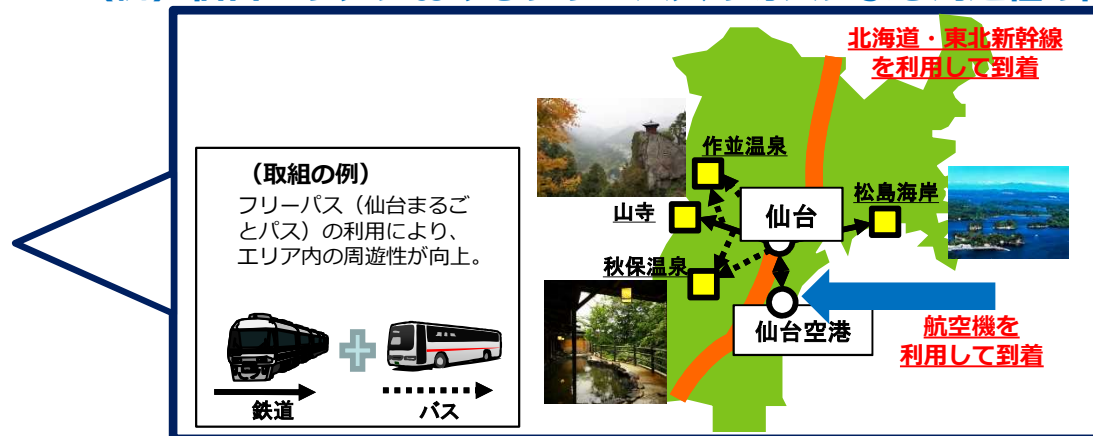 北海道・東北新幹線
を利用して到着
(取組の例)
フリーパス(仙台まるご
とパス)の利用により、
エリア内の周遊性が向上。
鉄道
バス
作並温泉
山寺
仙台
松島海岸
秋保温泉
仙台空港
航空機を
利用して到着